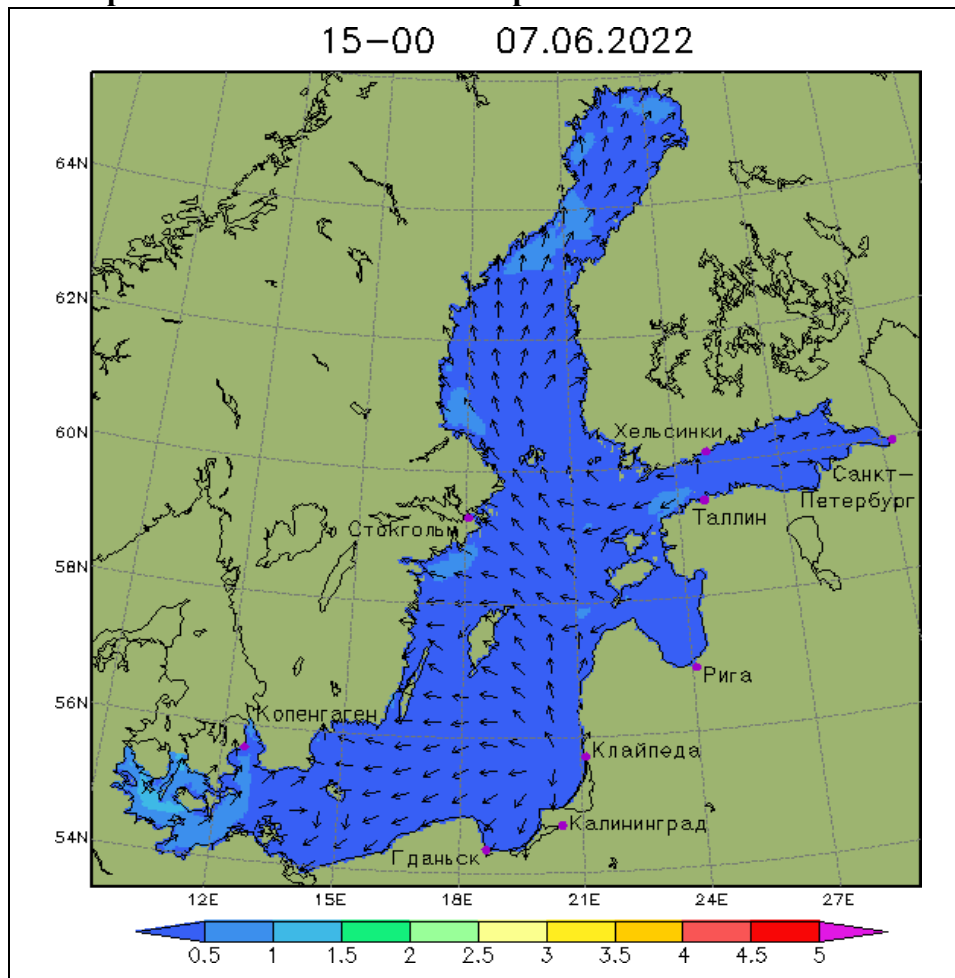 15-00 07.06.2022
64N
62N
60N
Хельсинки
Санкт-
Петербург
Таллин
Стокгольм
58N
Рига
56N
Копенгаген
Клайпеда
Калининград
54N
Гданьск
12E 15E 18E 21E 24E 27E
0,5 1 1,5 2 2,5 3 3,5 4 4,5 5